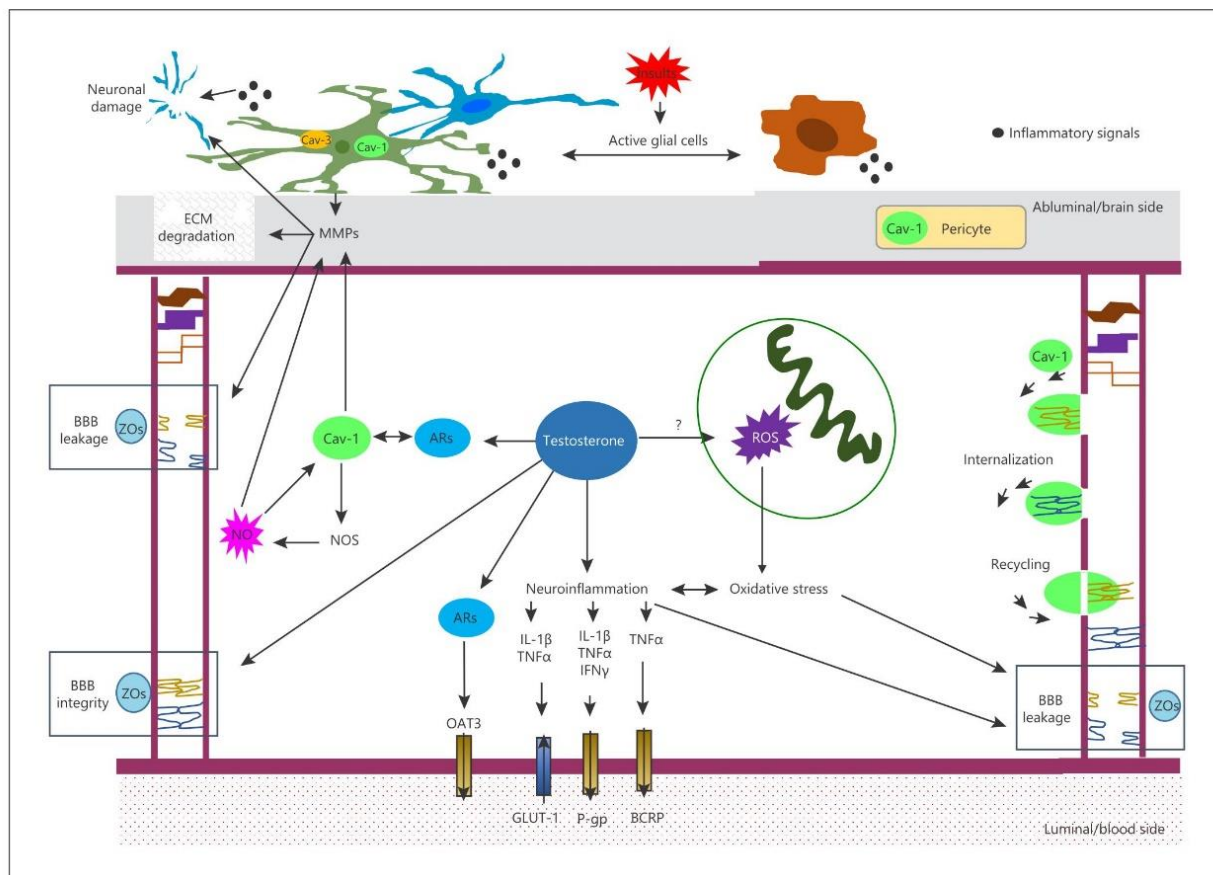 Insults
Neuronal
damage
Cav-3
Cav-1
Active glial cells
Inflammatory signals
ECM
degradation
MMPs
Abluminal/brain side
Cav-1
Pericyte
Cav-1
BBB
leakage
ZOs
Cav-1
ARs
Testosterone
?
ROS
Internalization
NO
NOS
Recycling
Neuroinflammation
Oxidative stress
ARs
IL-1β
TNFα
IL-1β
TNFα
IFNγ
TNFα
BBB
integrity
ZOs
BBB
leakage
ZOs
OAT3
GLUT-1
P-gp
BCRP
Luminal/blood side